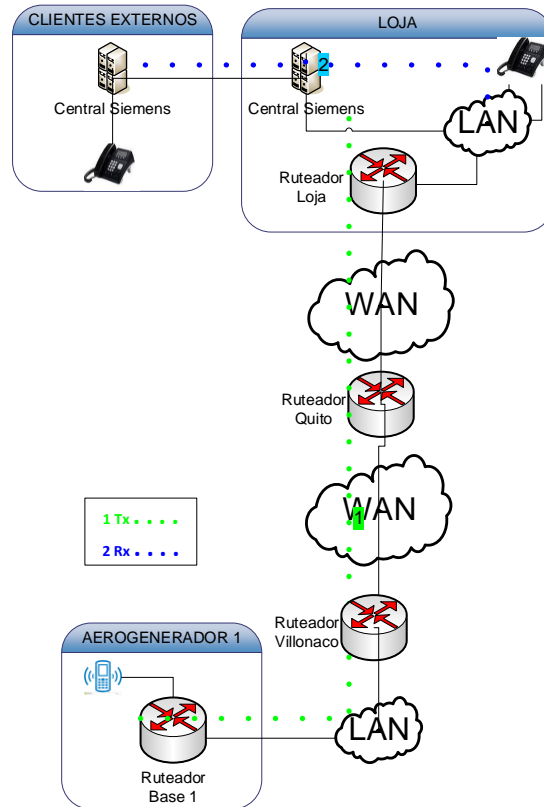 CLIENTES EXTERNOS
LOJA
2
Central Siemens
Central Siemens
LAN
Ruteador
Loja
WAN
Ruteador
Quito
WAN
1
1 Tx
2 Rx
Ruteador
Villonaco
AEROGENERADOR 1
LAN
Ruteador
Base 1